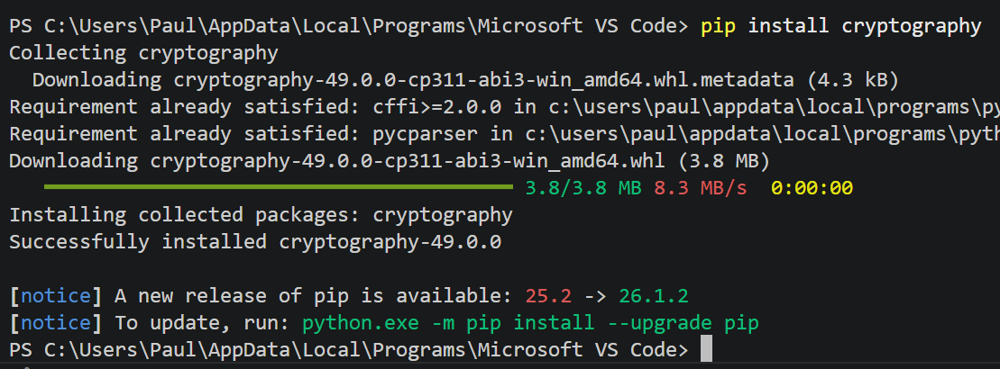 PS C:\Users\Paul\AppData\Local\Programs\Microsoft VS Code> pip install cryptography
Collecting cryptography
  Downloading cryptography-49.0.0-cp311-abi3-win_amd64.whl.metadata (4.3 kB)
Requirement already satisfied: cffi>=2.0.0 in c:\users\paul\appdata\local\programs\py
Requirement already satisfied: pycparser in c:\users\paul\appdata\local\programs\pyth
Downloading cryptography-49.0.0-cp311-abi3-win_amd64.whl (3.8 MB)
3.8/3.8 MB 8.3 MB/s  0:00:00
Installing collected packages: cryptography
Successfully installed cryptography-49.0.0
[notice] A new release of pip is available: 25.2 -> 26.1.2
[notice] To update, run: python.exe -m pip install --upgrade pip
PS C:\Users\Paul\AppData\Local\Programs\Microsoft VS Code>